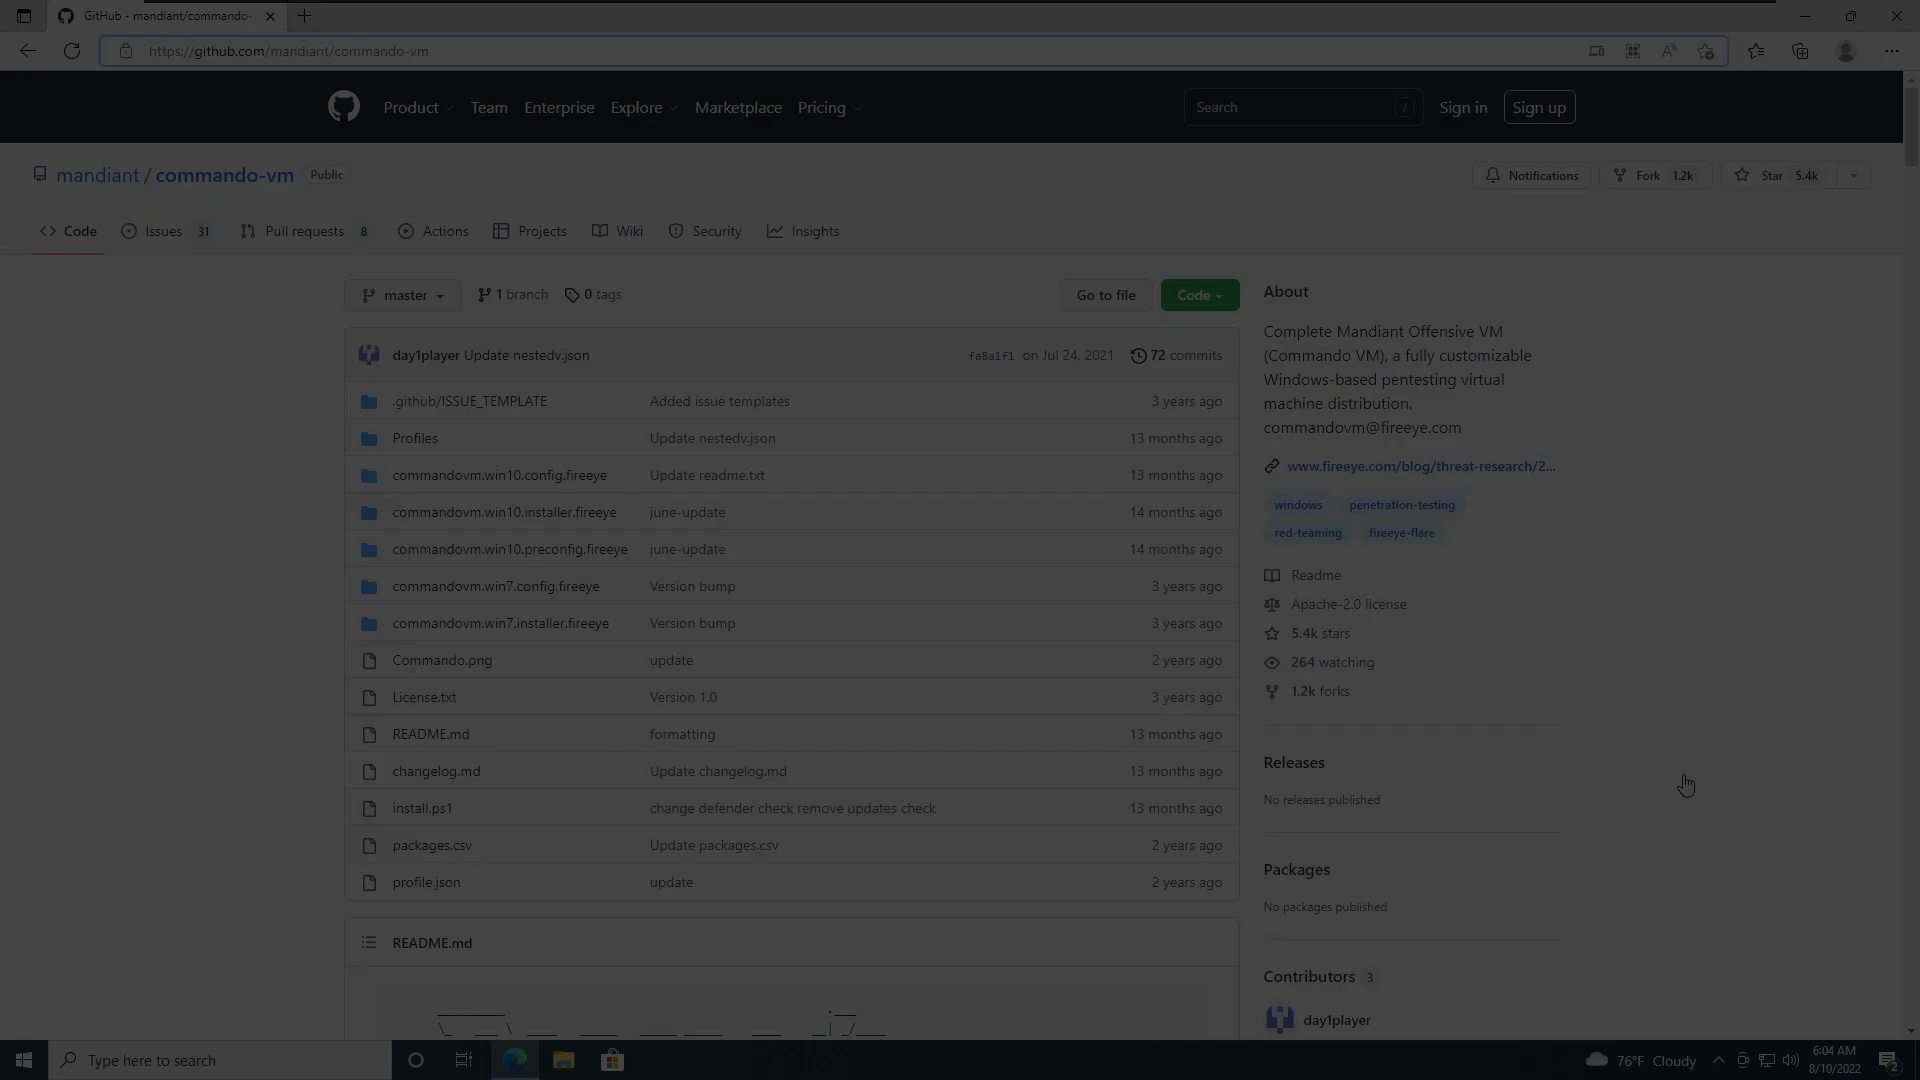 GitHub - mandiant/commando-
https://github.com/mandiant/commando-vm
Product
Team
Enterprise
Explore
Marketplace
Pricing
Search
/
Sign in
Sign up
mandiant / commando-vm
Public
Notifications
Fork 1.2k
Star 5.4k
Code
Issues 31
Pull requests 8
Actions
Projects
Wiki
Security
Insights
master
1 branch
0 tags
Go to file
Code
day1player Update nestedv.json
fa8a1f1 on Jul 24, 2021
72 commits
.github/ISSUE_TEMPLATE Added issue templates 3 years ago
Profiles Update nestedv.json 13 months ago
commandovm.win10.config.fireeye Update readme.txt 13 months ago
commandovm.win10.installer.fireeye june-update 14 months ago
commandovm.win10.preconfig.fireeye june-update 14 months ago
commandovm.win7.config.fireeye Version bump 3 years ago
commandovm.win7.installer.fireeye Version bump 3 years ago
Commando.png update 2 years ago
License.txt Version 1.0 3 years ago
README.md formatting 13 months ago
changelog.md Update changelog.md 13 months ago
install.ps1 change defender check remove updates check 13 months ago
packages.csv Update packages.csv 2 years ago
profile.json update 2 years ago
README.md
About
Complete Mandiant Offensive VM
(Commando VM), a fully customizable
Windows-based pentesting virtual
machine distribution.
commandovm@fireeye.com
www.fireeye.com/blog/threat-research/2...
windows penetration-testing
red-teaming fireeye-flare
Readme
Apache-2.0 license
5.4k stars
264 watching
1.2k forks
Releases
No releases published
Packages
No packages published
Contributors 3
day1player
Type here to search
76°F Cloudy
6:04 AM
8/10/2022
2